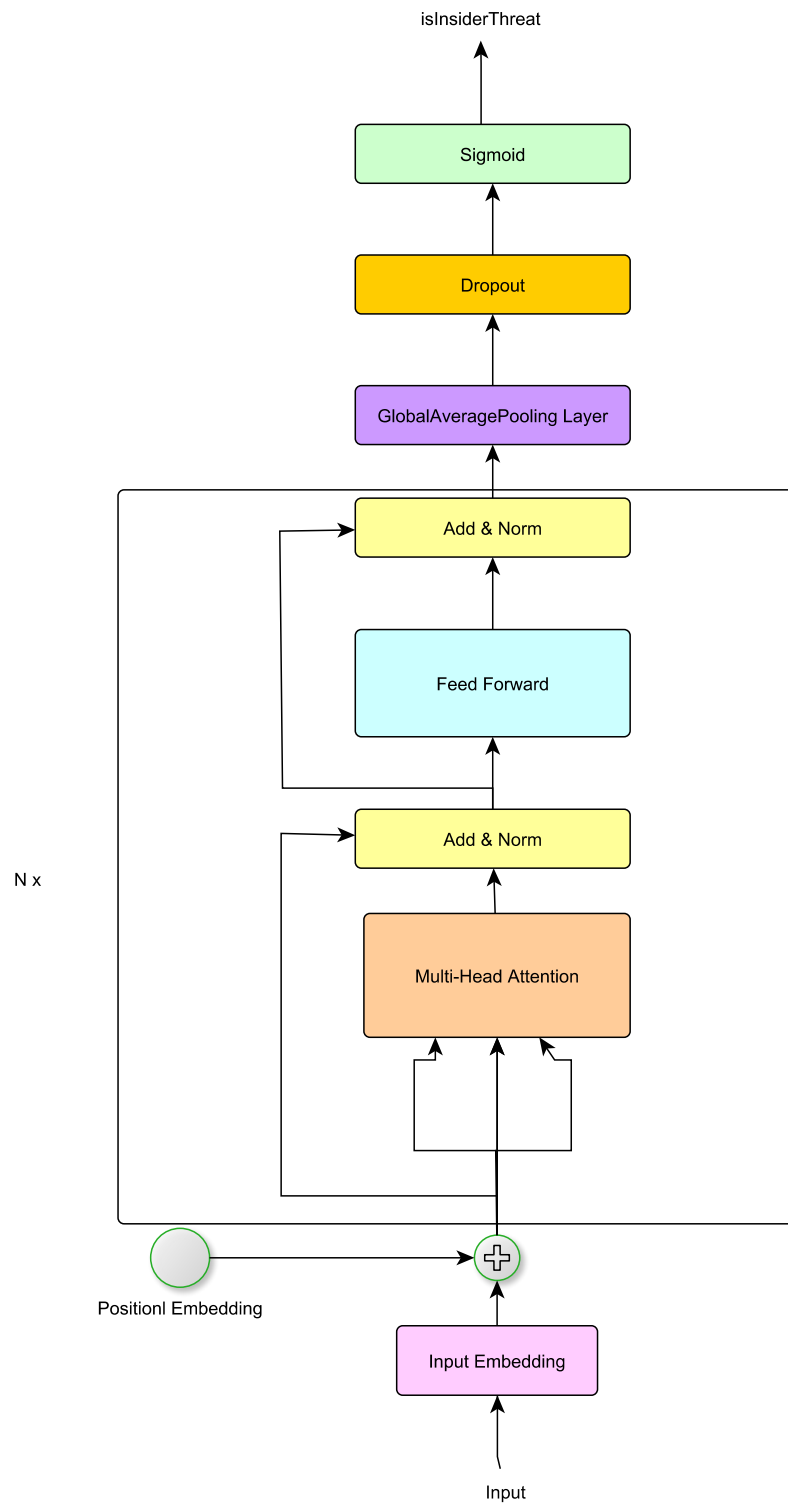 isInsiderThreat
Sigmoid
Dropout
GlobalAveragePooling Layer
Add & Norm
Feed Forward
Add & Norm
N x
Multi-Head Attention
Positionl Embedding
Input Embedding
Input